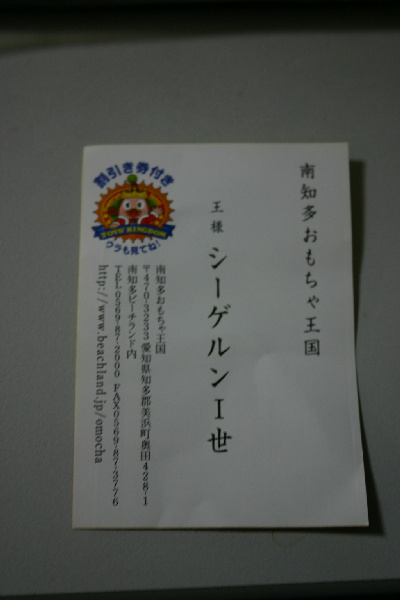 南知多おもちゃ王国
王様 シーゲルンI世
割引き券付き
TOYS KINGDOM
ウラも見てね!
南知多おもちゃ王国
〒470-3233 愛知県知多郡美浜町奥田428-1
南知多ビーチランド内
TEL0569-87-2000 FAX0569-87-3776
http://www.beachland.jp/omocha